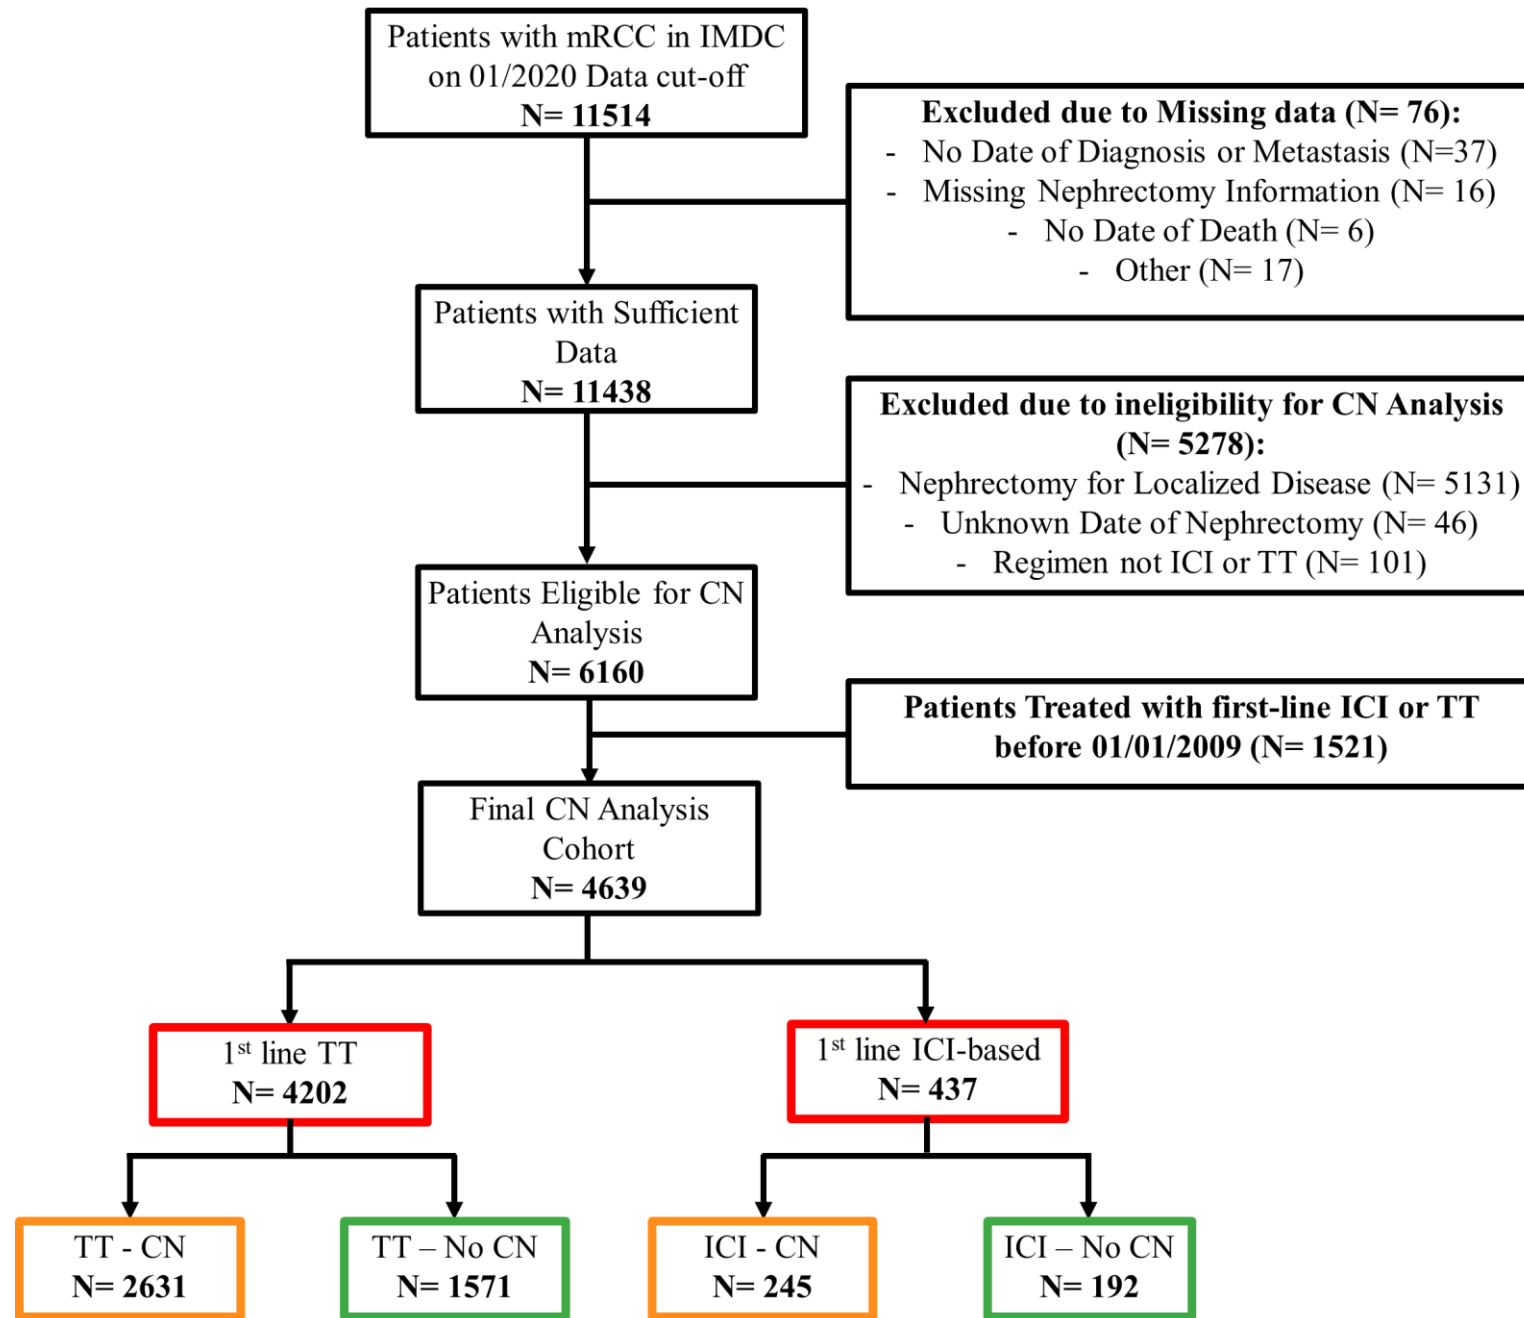 Patients with mRCC in IMDC
on 01/2020 Data cut-off
N= 11514
Excluded due to Missing data (N= 76):
- No Date of Diagnosis or Metastasis (N=37)
- Missing Nephrectomy Information (N= 16)
- No Date of Death (N= 6)
- Other (N= 17)
Patients with Sufficient
Data
N= 11438
Excluded due to ineligibility for CN Analysis
(N= 5278):
- Nephrectomy for Localized Disease (N= 5131)
- Unknown Date of Nephrectomy (N= 46)
- Regimen not ICI or TT (N= 101)
Patients Eligible for CN
Analysis
N= 6160
Patients Treated with first-line ICI or TT
before 01/01/2009 (N= 1521)
Final CN Analysis
Cohort
N= 4639
1st line TT
N= 4202
1st line ICI-based
N= 437
TT - CN
N= 2631
TT – No CN
N= 1571
ICI - CN
N= 245
ICI – No CN
N= 192